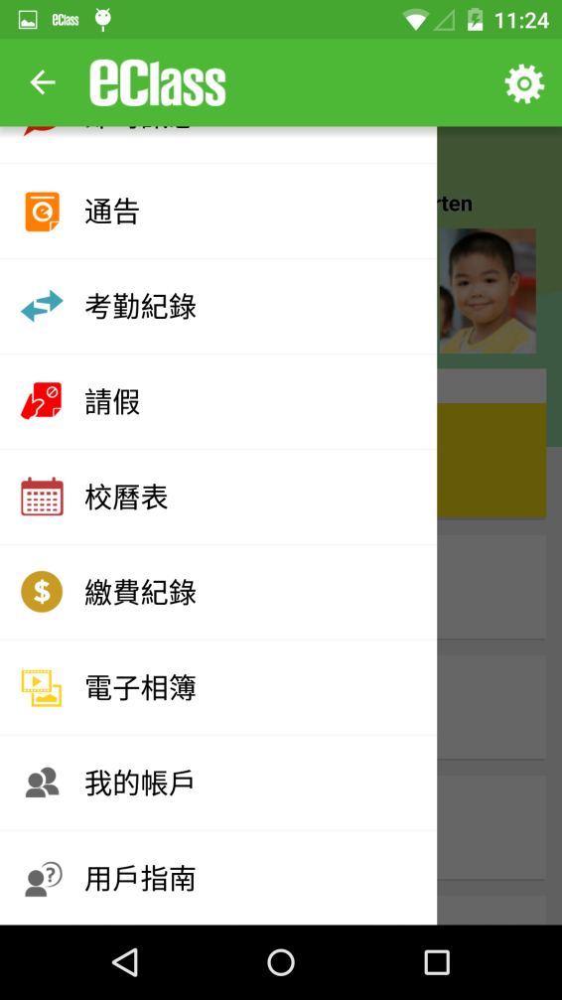 eClass
11:24
eClass
rten
通告
考勤紀錄
請假
校曆表
繳費紀錄
電子相簿
我的帳戶
用戶指南